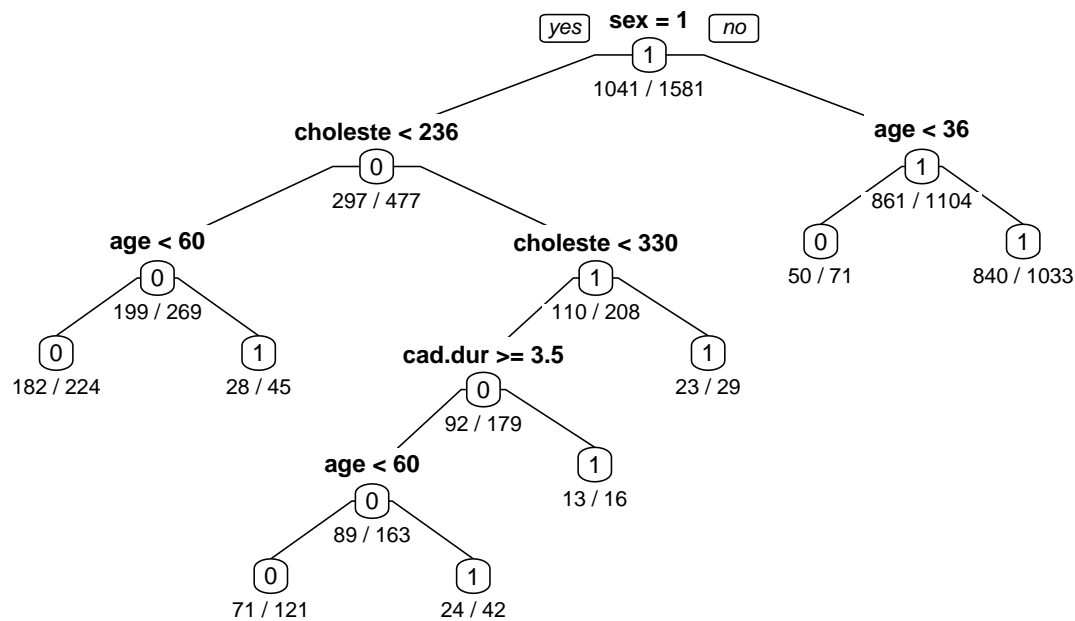 sex = 1
yes
no
1
1041 / 1581
choleste < 236
age < 36
0
1
297 / 477
861 / 1104
age < 60
choleste < 330
0
1
0
1
199 / 269
110 / 208
50 / 71
840 / 1033
0
1
cad.dur >= 3.5
1
182 / 224
28 / 45
0
23 / 29
92 / 179
age < 60
1
0
13 / 16
89 / 163
0
1
71 / 121
24 / 42